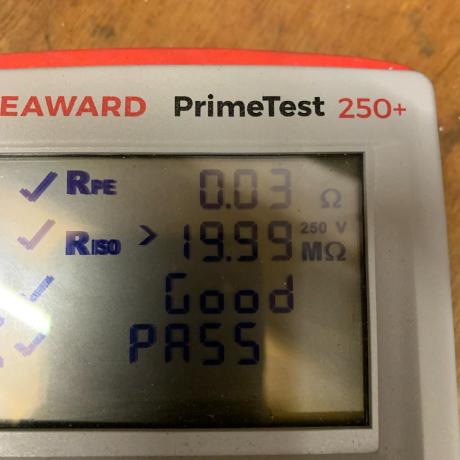 EAWARD PrimeTest 250+
✓ RPE 0.03 Ω
✓ RISO > 19.99 250 V MΩ
✓ Good
✓ PASS